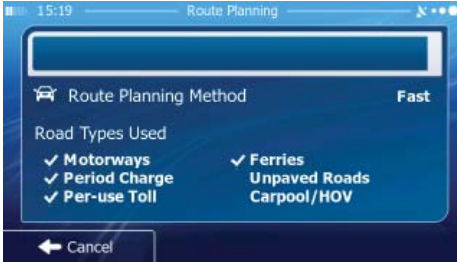 15:19 Route Planning
Route Planning Method Fast
Road Types Used
✓ Motorways ✓ Ferries
✓ Period Charge Unpaved Roads
✓ Per-use Toll Carpool/HOV
Cancel